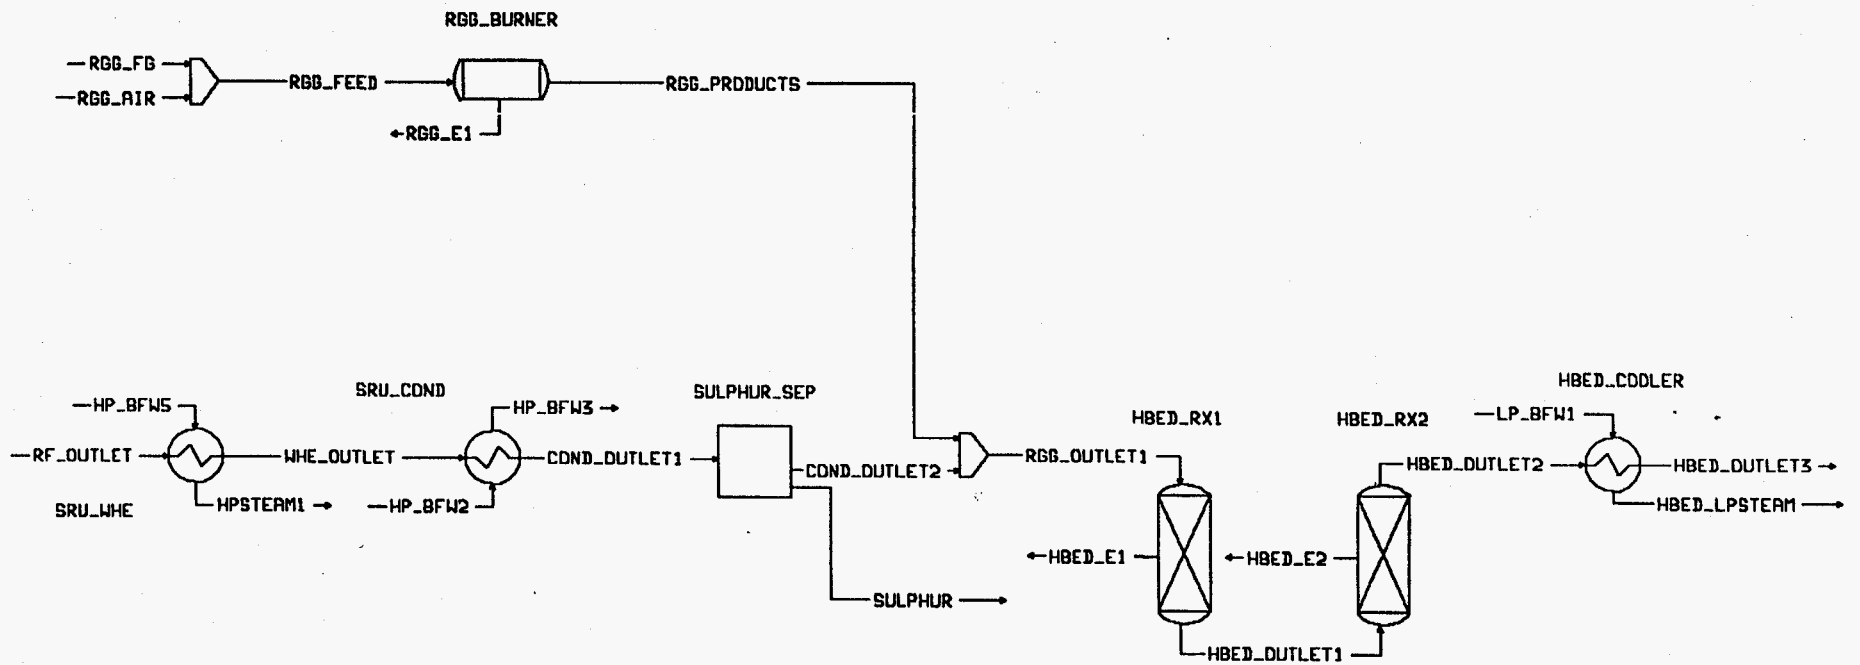 RGG_BURNER
RGG_FG
RGG_FEED
RGG_PRODUCTS
RGG_AIR
RGG_E1
HBED_COOLER
SRU_COND
SULPHUR_SEP
HP_BFW5
HP_BFW3
HBED_RX1
HBED_RX2
LP_BFW1
RF_OUTLET
WHE_OUTLET
COND_OUTLET1
COND_OUTLET2
RGG_OUTLET1
HBED_OUTLET2
HBED_OUTLET3
SRU_WHE
HPSTEAM1
HP_BFW2
HBED_LPSTEAM
HBED_E1
HBED_E2
SULPHUR
HBED_OUTLET1